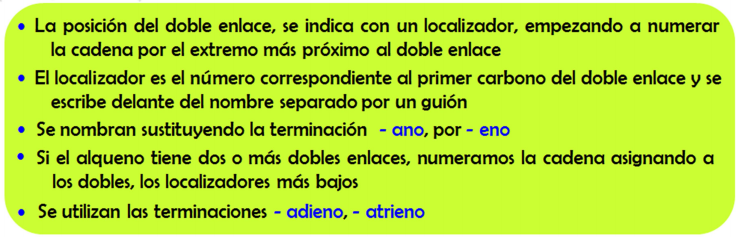 • La posición del doble enlace, se indica con un localizador, empezando a numerar
la cadena por el extremo más próximo al doble enlace
• El localizador es el número correspondiente al primer carbono del doble enlace y se
escribe delante del nombre separado por un guión
• Se nombran sustituyendo la terminación - ano, por - eno
• Si el alqueno tiene dos o más dobles enlaces, numeramos la cadena asignando a
los dobles, los localizadores más bajos
• Se utilizan las terminaciones - adieno, - atrieno